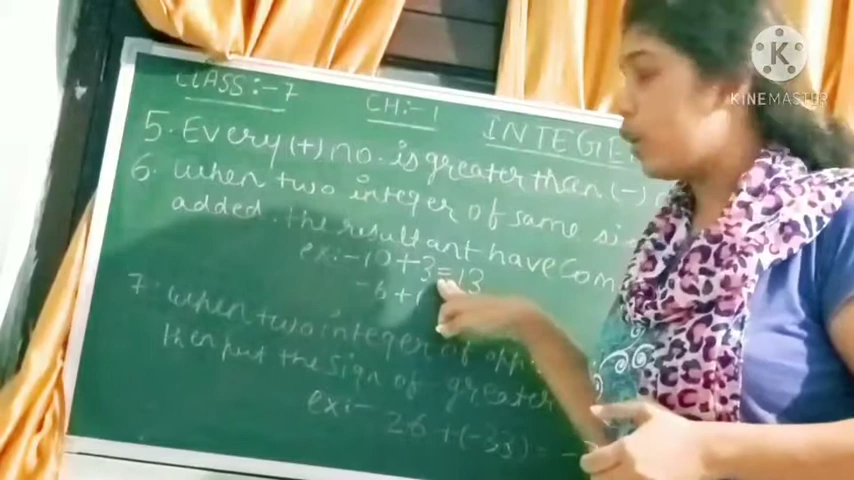 CLASS :- 7 CH :- 1 INTEGE
5. Every (+) no. is greater than (-)
6. when two integer of same si
added. the resultant have com
ex:- 10 + 3 = 13
7. when two integer of opp
then put the sign of greater
ex:- 26 + (-33) = -
K
KINEMASTER